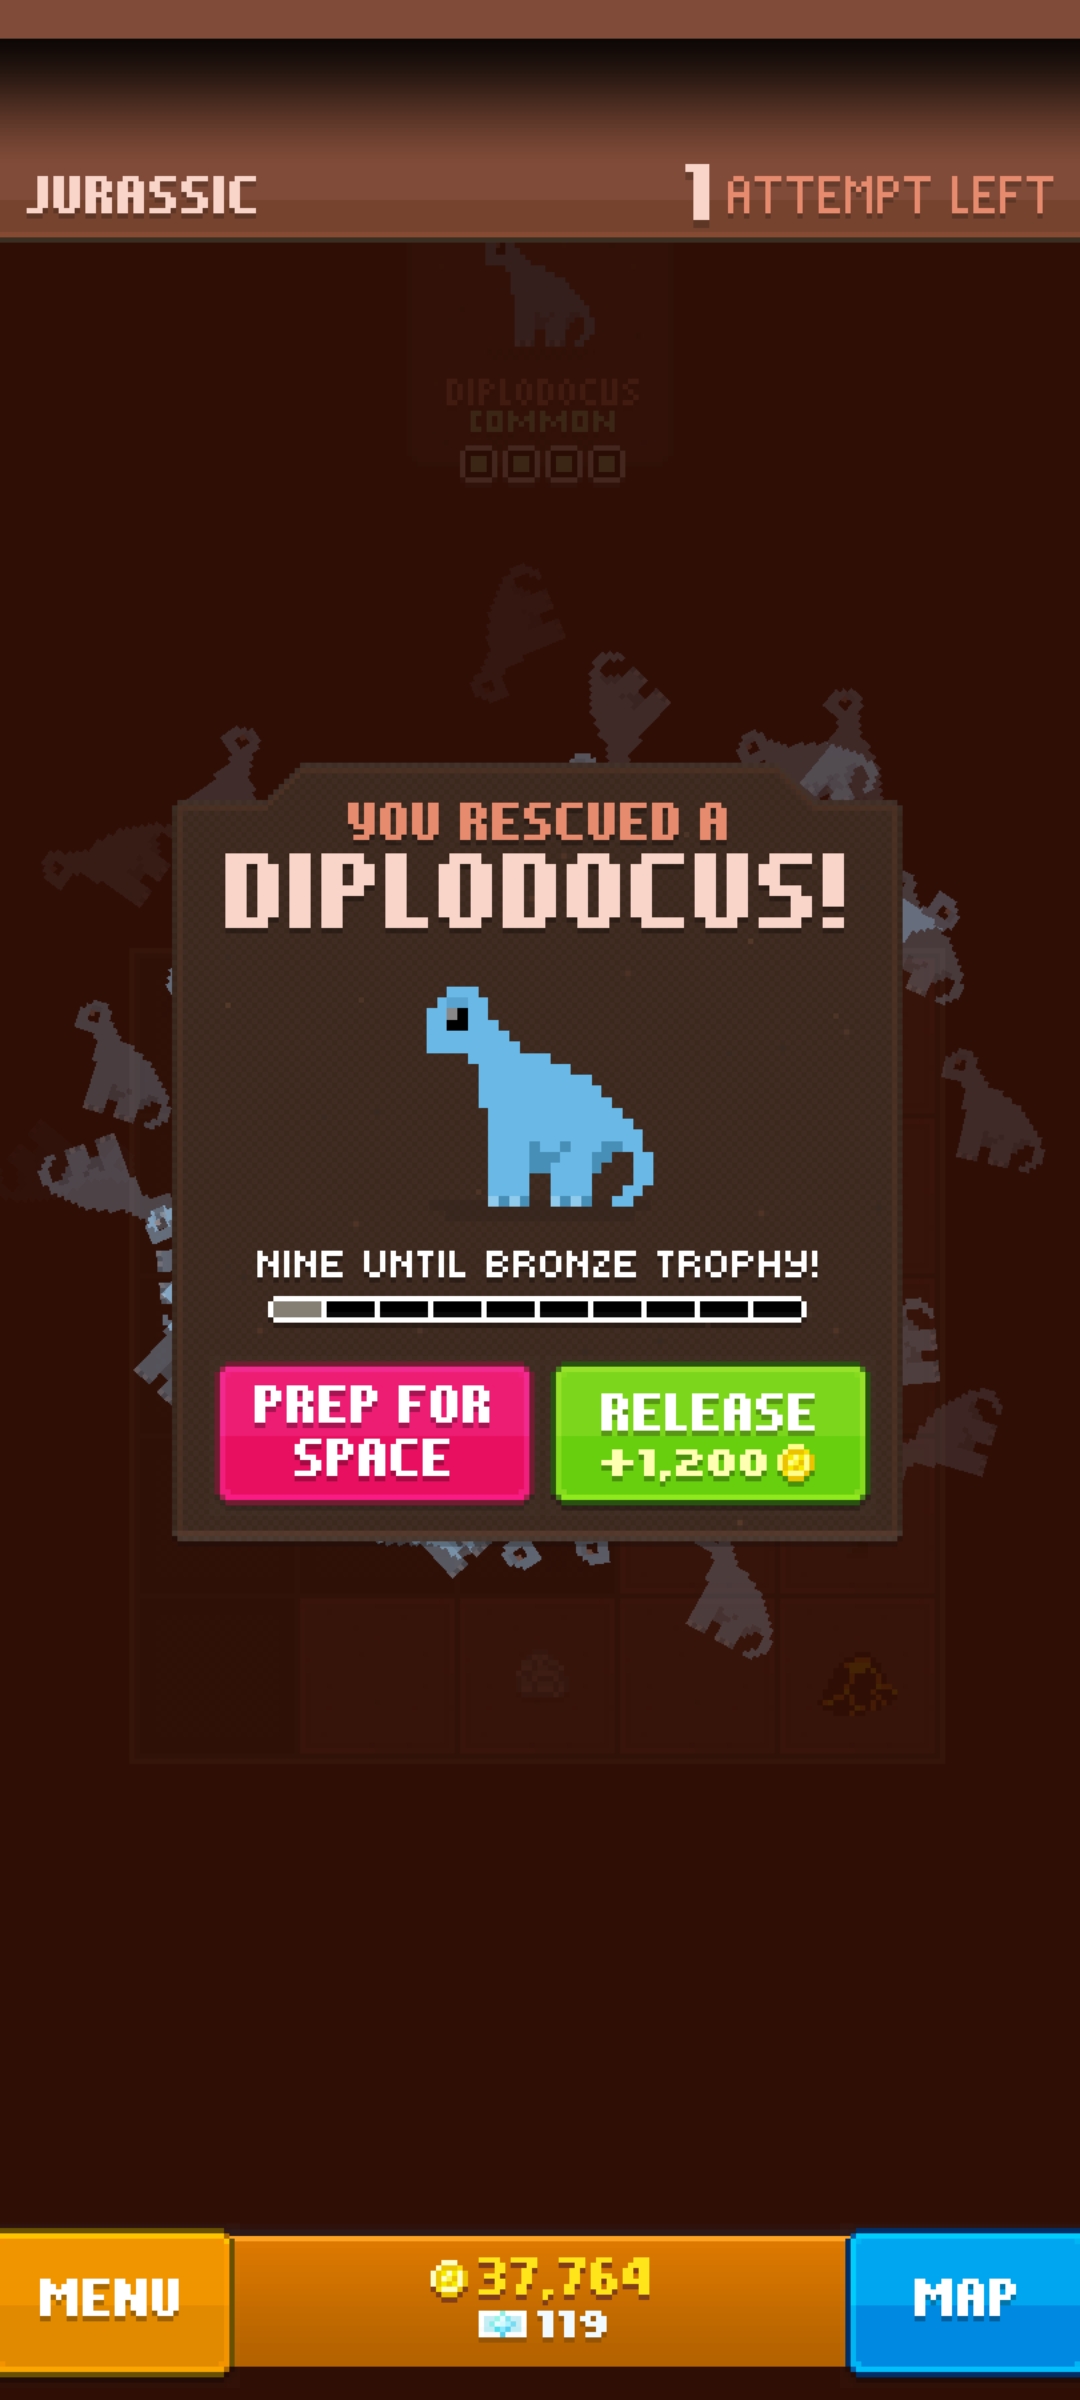 JURASSIC
1 ATTEMPT LEFT
DIPLODOCUS
COMMON
YOU RESCUED A
DIPLODOCUS!
NINE UNTIL BRONZE TROPHY!
PREP FOR
SPACE
RELEASE
+1,200
MENU
37,764
119
MAP